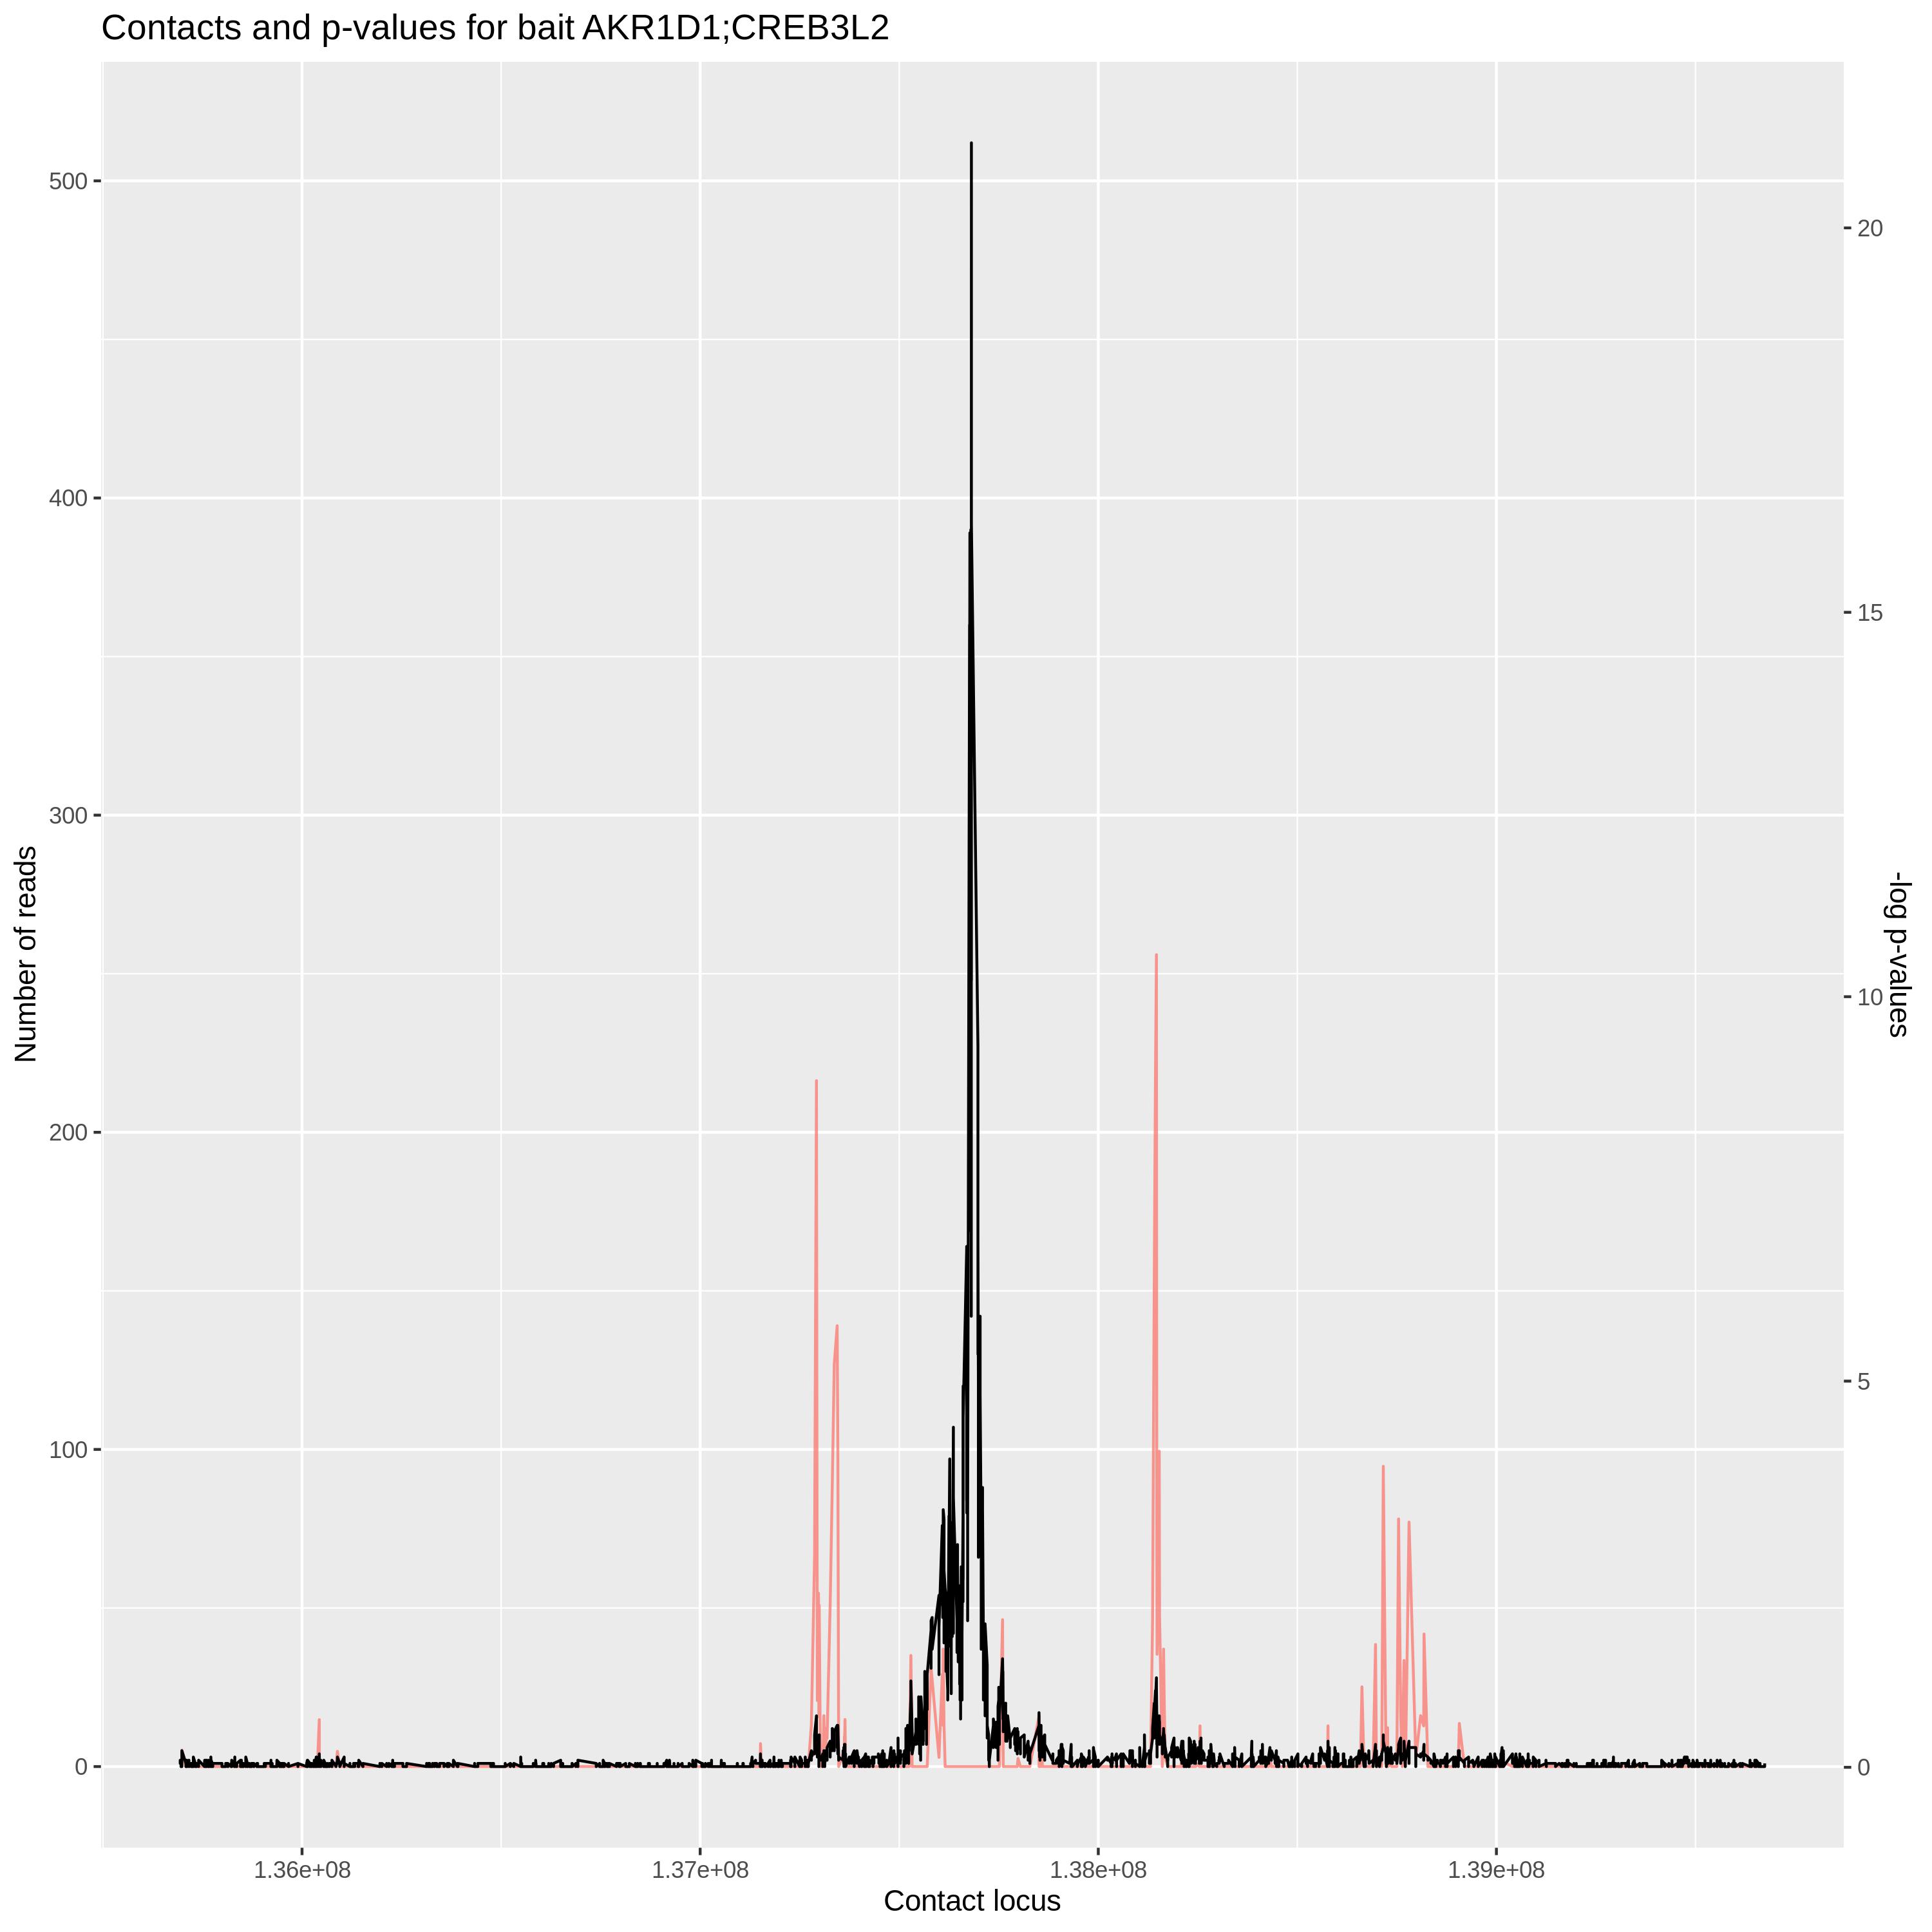 Contacts and p-values for bait AKR1D1;CREB3L2
500
400
300
200
100
0
Number of reads
20
15
10
5
0
-log p-values
1.36e+08
1.37e+08
1.38e+08
1.39e+08
Contact locus